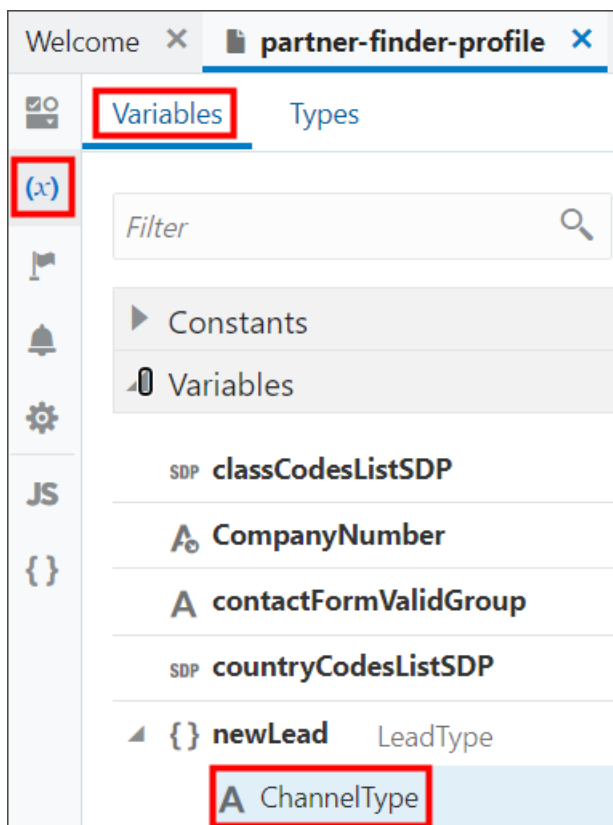 Welcome × partner-finder-profile ×
Variables Types
(x)
Filter
Constants
Variables
SDP classCodesListSDP
A CompanyNumber
JS
A contactFormValidGroup
{ }
SDP countryCodesListSDP
{ } newLead LeadType
A ChannelType